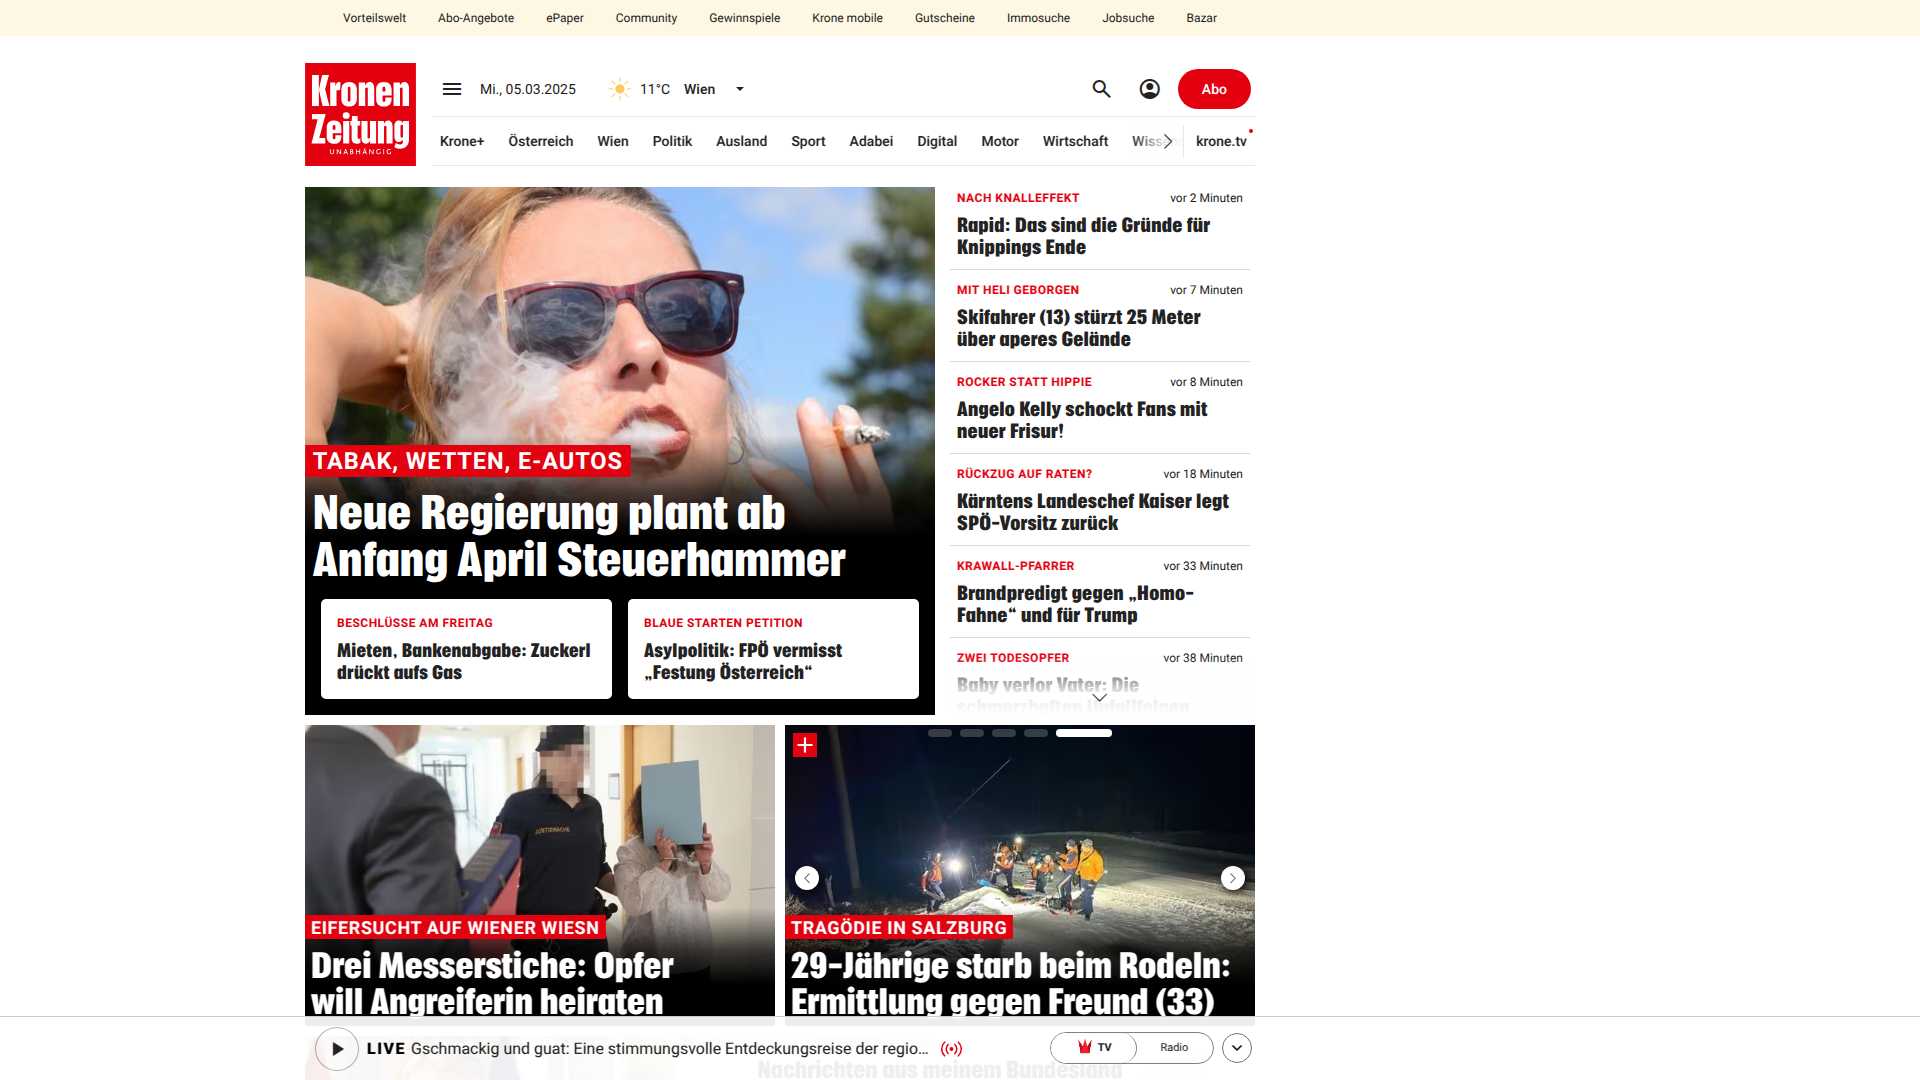 Vorteilswelt Abo-Angebote ePaper Community Gewinnspiele Krone mobile Gutscheine Immosuche Jobsuche Bazar
Kronen
Zeitung
UNABHÄNGIG
Mi., 05.03.2025 11°C Wien
Abo
Krone+ Österreich Wien Politik Ausland Sport Adabei Digital Motor Wirtschaft krone.tv
TABAK, WETTEN, E-AUTOS
Neue Regierung plant ab
Anfang April Steuerhammer
BESCHLÜSSE AM FREITAG
Mieten, Bankenabgabe: Zuckerl
drückt aufs Gas
BLAUE STARTEN PETITION
Asylpolitik: FPÖ vermisst
„Festung Österreich“
NACH KNALLEFFEKT vor 2 Minuten
Rapid: Das sind die Gründe für
Knippings Ende
MIT HELI GEBORGEN vor 7 Minuten
Skifahrer (13) stürzt 25 Meter
über aperes Gelände
ROCKER STATT HIPPIE vor 8 Minuten
Angelo Kelly schockt Fans mit
neuer Frisur!
RÜCKZUG AUF RATEN? vor 18 Minuten
Kärntens Landeschef Kaiser legt
SPÖ-Vorsitz zurück
KRAWALL-PFARRER vor 33 Minuten
Brandpredigt gegen „Homo-
Fahne“ und für Trump
ZWEI TODESOPFER vor 38 Minuten
Baby verlor Vater: Die
schmerzhaften Unfallfolgen
EIFERSUCHT AUF WIENER WIESN
Drei Messerstiche: Opfer
will Angreiferin heiraten
TRAGÖDIE IN SALZBURG
29-Jährige starb beim Rodeln:
Ermittlung gegen Freund (33)
LIVE Gschmackig und guat: Eine stimmungsvolle Entdeckungsreise der regio...
TV Radio
Nachrichten aus meinem Bundesland